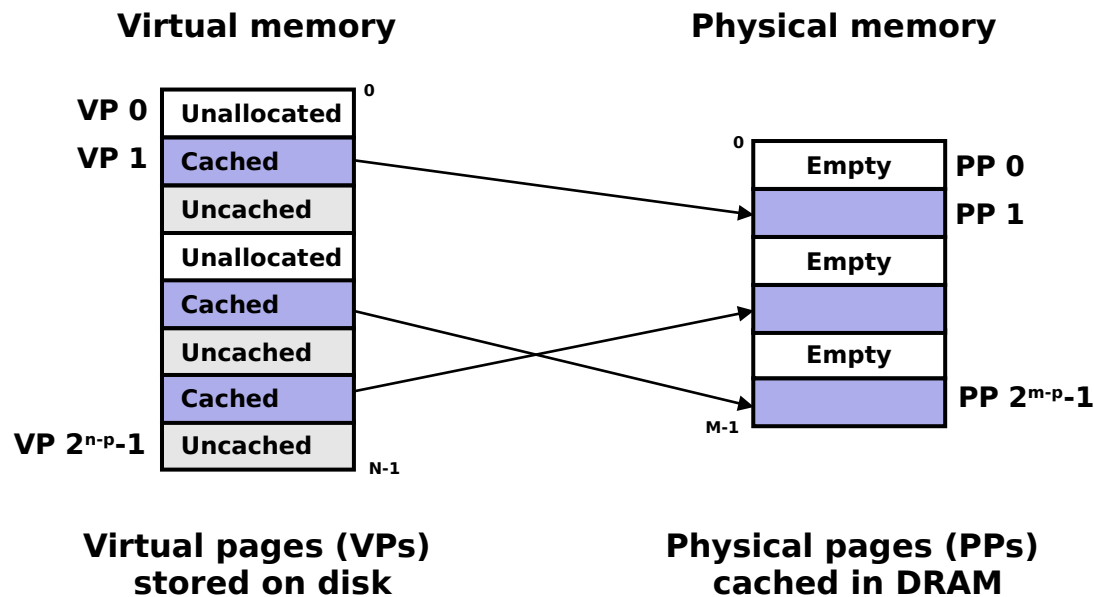 Virtual memory
Physical memory
0
VP 0
Unallocated
VP 1
Cached
Uncached
Unallocated
Cached
Uncached
Cached
VP 2ⁿ⁻ᵖ-1
Uncached
N-1
0
Empty
PP 0
PP 1
Empty
Empty
PP 2ᵐ⁻ᵖ-1
M-1
Virtual pages (VPs)
stored on disk
Physical pages (PPs)
cached in DRAM